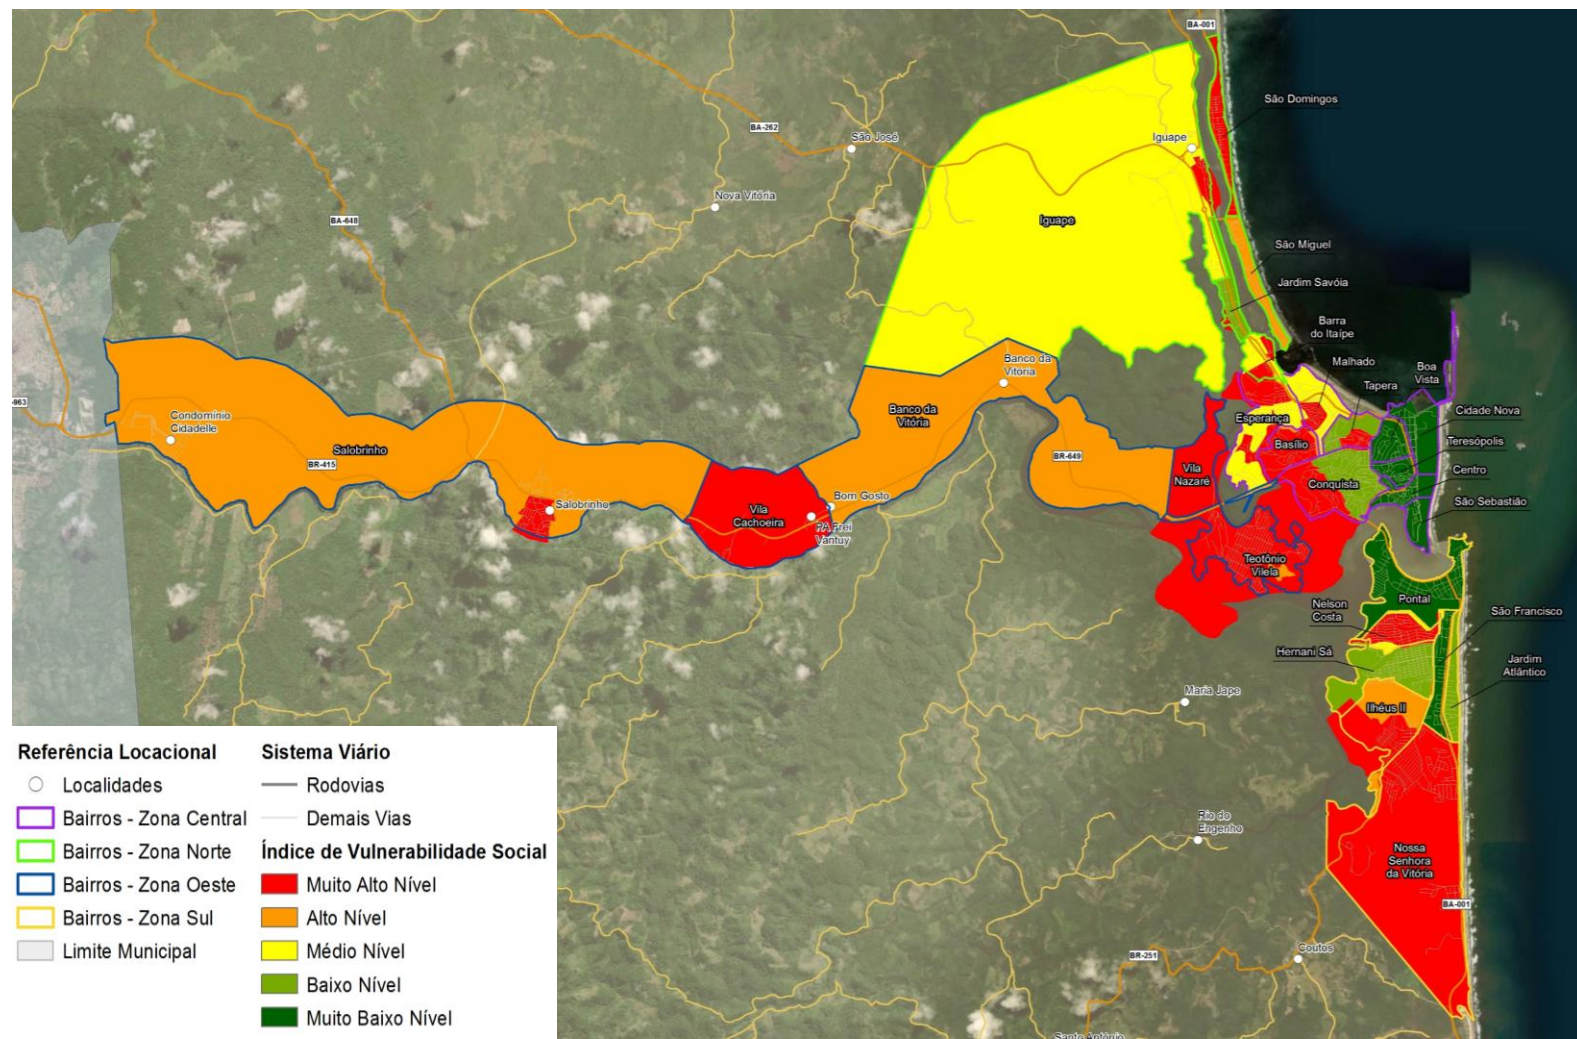 BA-001
São Domingos
BA-262
São José
Iguape
Nova Vitória
BA-648
Iguape
São Miguel
Jardim Savóia
Barra
do Itaípe
Malhado
Tapera
Boa
Vista
Banco da
Vitória
963
Condomínio
Cidadelle
Banco da
Vitória
Esperança
Cidade Nova
Salobrinho
BR-415
Basílio
Teresópolis
BR-649
Vila
Nazaré
Conquista
Centro
São Sebastião
Salobrinho
Vila
Cachoeira
Bom Gosto
PA Frei
Vantuy
Teotônio
Vilela
Pontal
Nelson
Costa
São Francisco
Hernani Sá
Jardim
Atlântico
Maria Jape
Ilhéus II
Rio do
Engenho
Nossa
Senhora
da Vitória
BA-001
Coutos
BR-251
Santo Antônio
Referência Locacional
Localidades
Bairros - Zona Central
Bairros - Zona Norte
Bairros - Zona Oeste
Bairros - Zona Sul
Limite Municipal
Sistema Viário
Rodovias
Demais Vias
Índice de Vulnerabilidade Social
Muito Alto Nível
Alto Nível
Médio Nível
Baixo Nível
Muito Baixo Nível